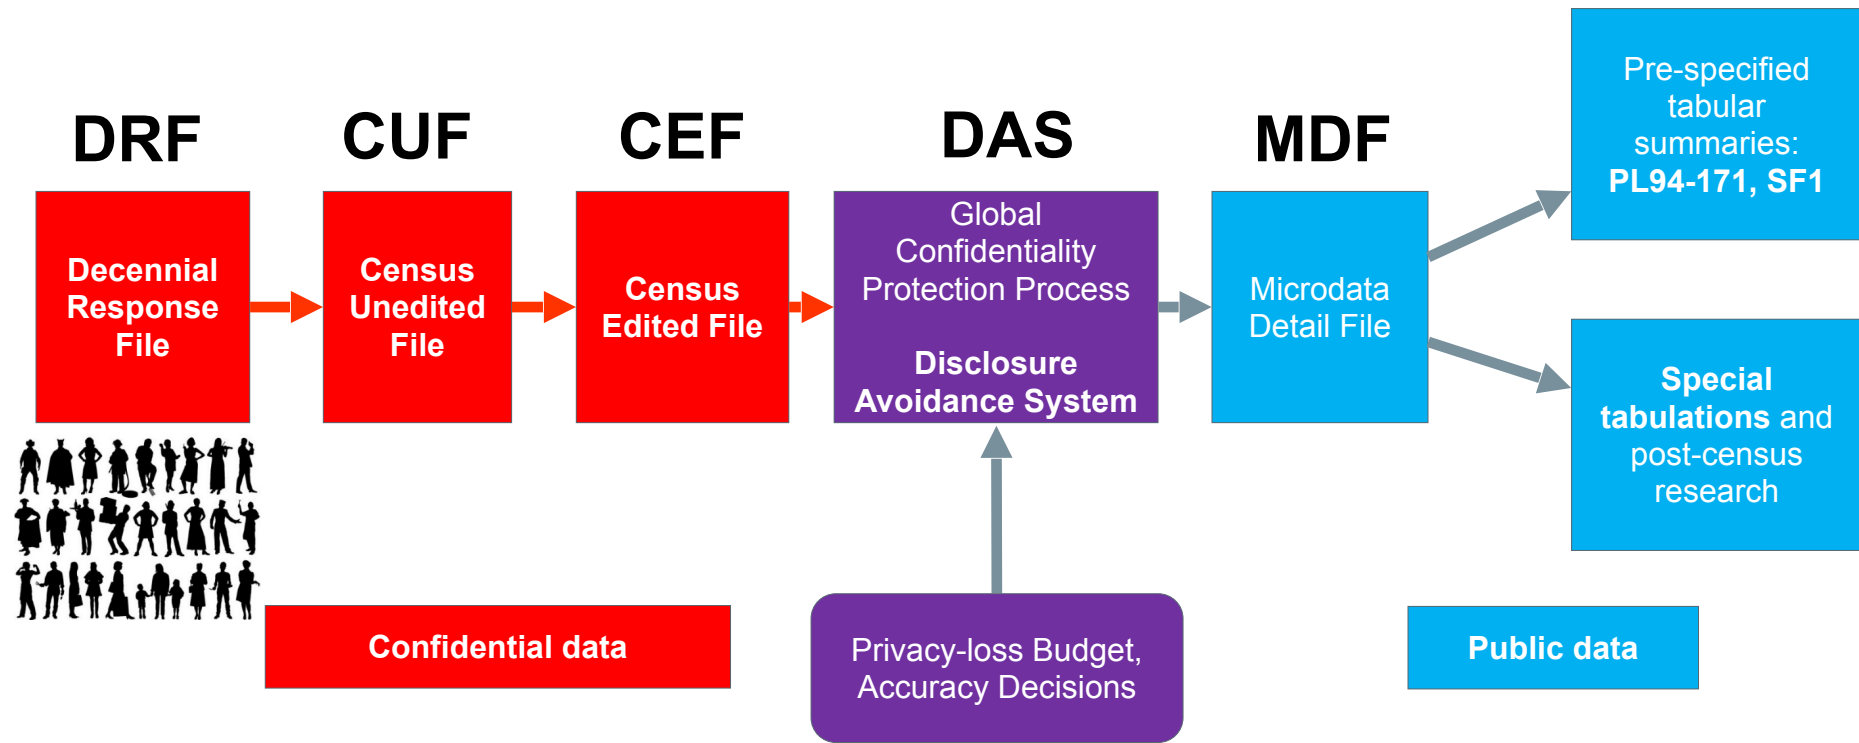 DRF
CUF
CEF
DAS
MDF
Decennial
Response
File
Census
Unedited
File
Census
Edited File
Global
Confidentiality
Protection Process
Disclosure
Avoidance System
Microdata
Detail File
Pre-specified
tabular
summaries:
PL94-171, SF1
Special
tabulations and
post-census
research
Confidential data
Privacy-loss Budget,
Accuracy Decisions
Public data